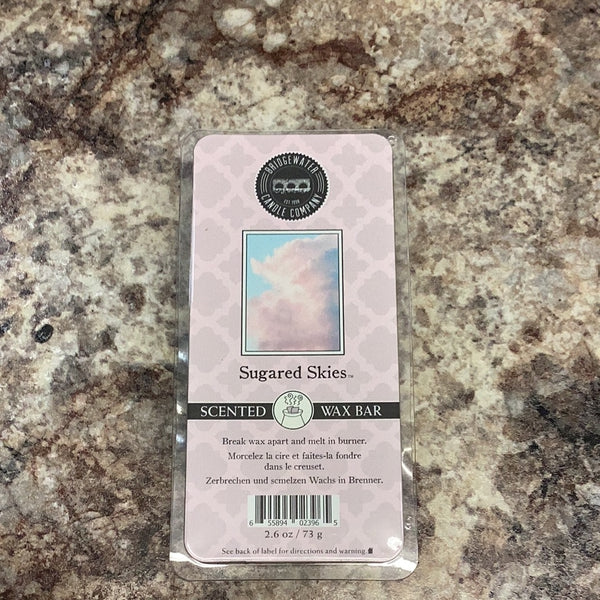 BRIDGEWATER
EST. 1998
CANDLE COMPANY
Sugared Skies™
SCENTED WAX BAR
Break wax apart and melt in burner.
Morcelez la cire et faites-la fondre
dans le creuset.
Zerbrechen und scmelzen Wachs in Brenner.
6 55894 02396 5
2.6 oz / 73 g
See back of label for directions and warning.